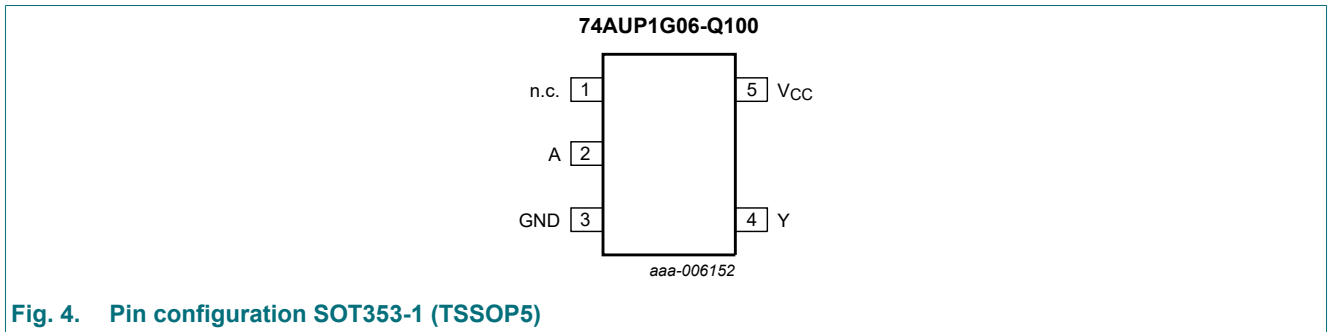 74AUP1G06-Q100
n.c. 1 5 VCC
A 2
GND 3 4 Y
aaa-006152
Fig. 4. Pin configuration SOT353-1 (TSSOP5)